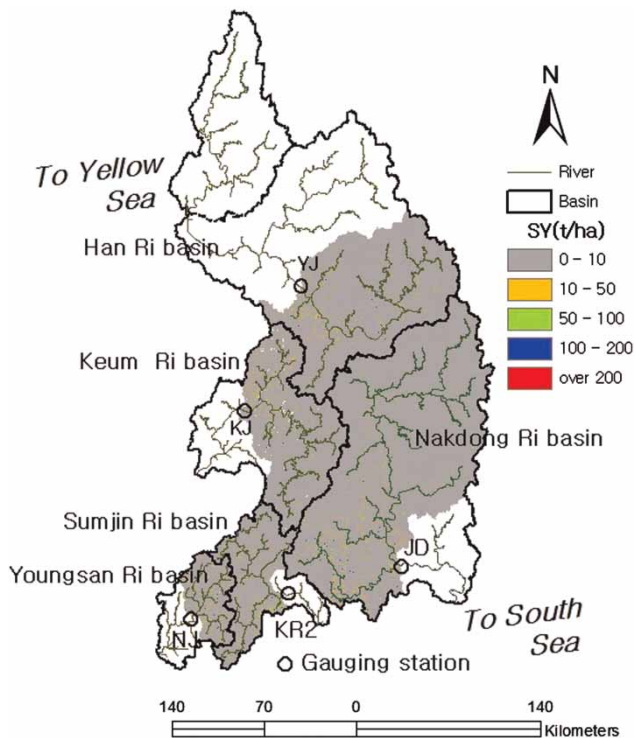 N
To Yellow
Sea
River
Basin
SY(t/ha)
Han Ri basin
0 - 10
YJ
10 - 50
50 - 100
100 - 200
Keum Ri basin
over 200
KJ
Nakdong Ri basin
Sumjin Ri basin
JD
Youngsan Ri basin
To South
Sea
NJ
KR2
Gauging station
140 70 0 140
Kilometers